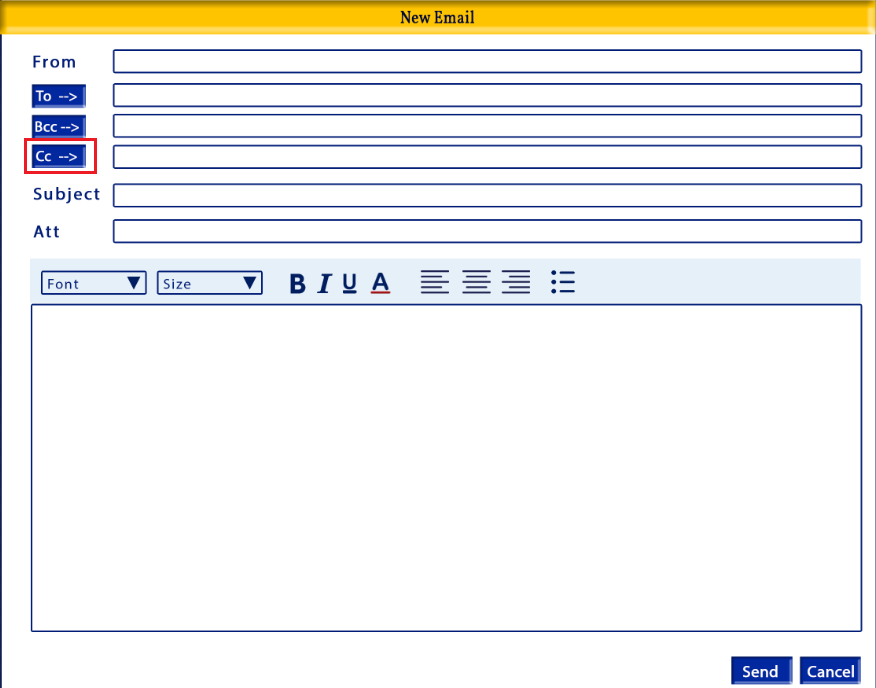 New Email
From
To -->
Bcc -->
Cc -->
Subject
Att
Font Size B I U A
Send Cancel